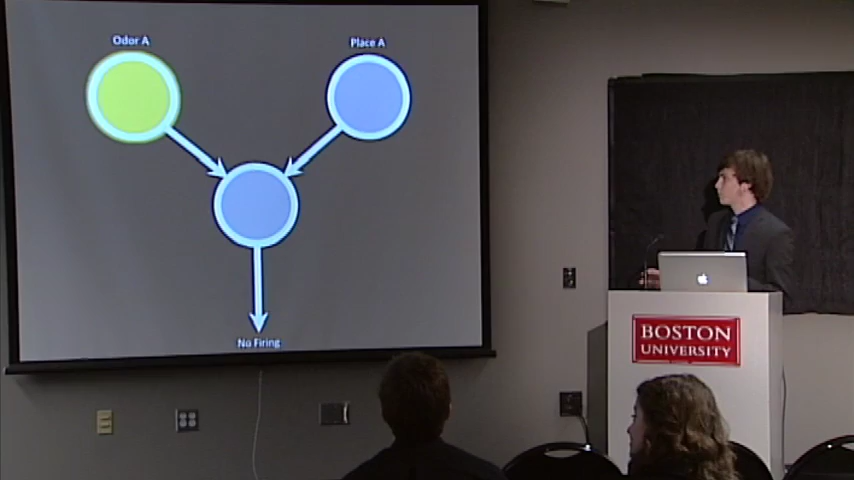 Odor A
Place A
No Firing
BOSTON
UNIVERSITY